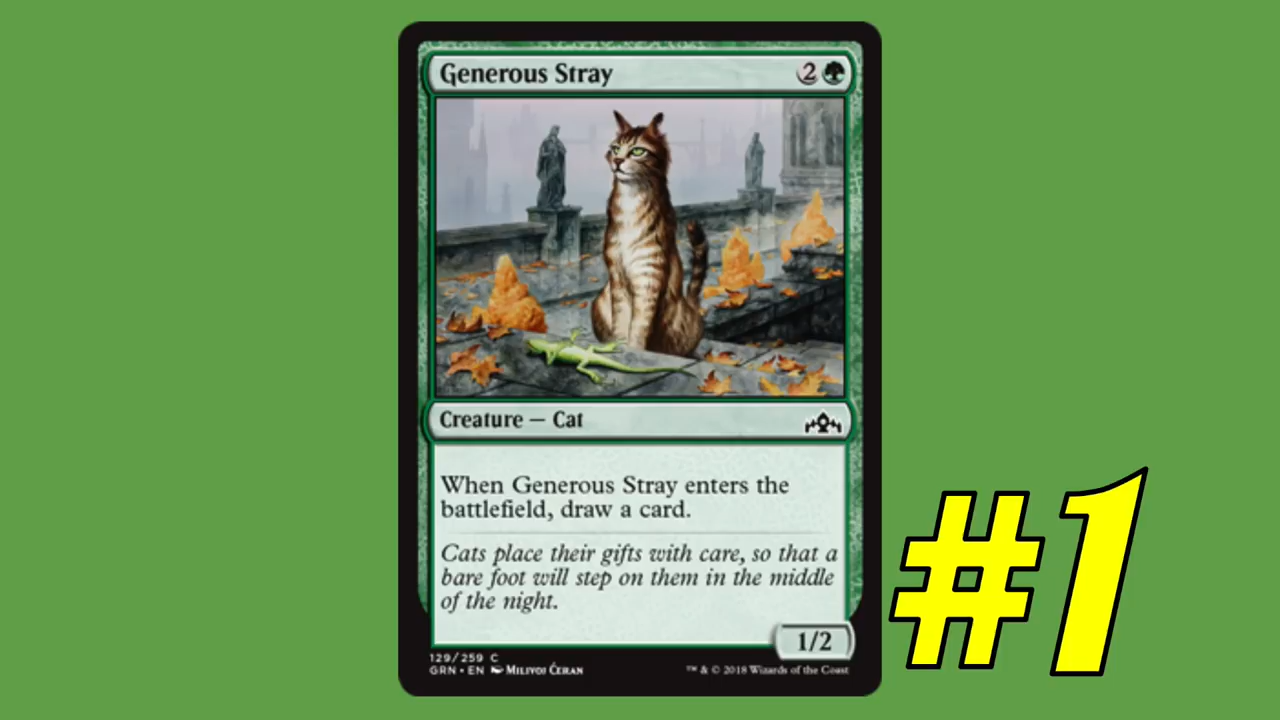 Generous Stray 2
Creature — Cat
When Generous Stray enters the
battlefield, draw a card.
Cats place their gifts with care, so that a
bare foot will step on them in the middle
of the night.
1/2
129/259 C
GRN • EN Milivoj Ćeran
™ & © 2018 Wizards of the Coast
#1